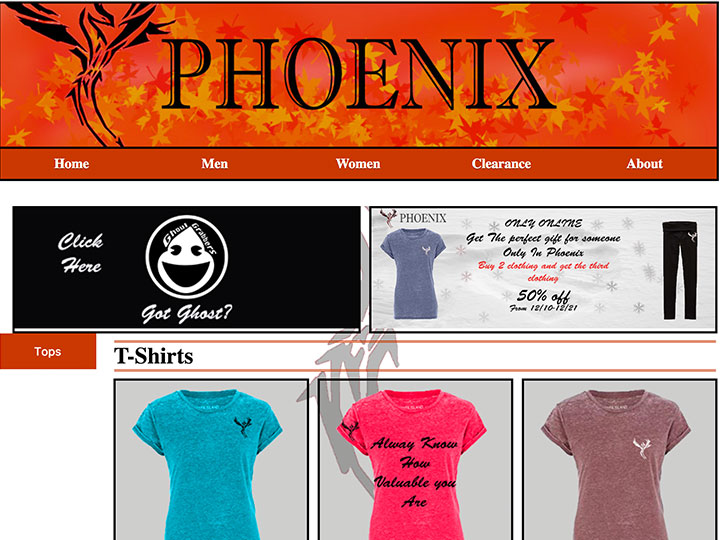 PHOENIX
Home Men Women Clearance About
Click
Here
Ghoul Grabbers
Got Ghost?
PHOENIX
ONLY ONLINE
Get The perfect gift for someone
Only In Phoenix
Buy 2 clothing and get the third
clothing
50% off
From 12/10-12/21
Tops
T-Shirts
Alway Know
How
Valuable you
Are